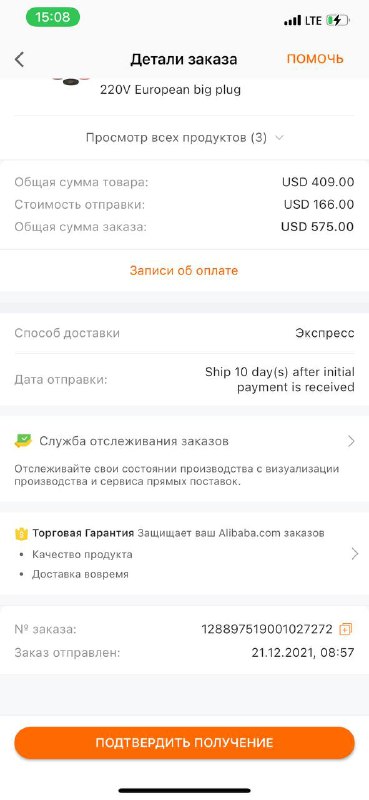 15:08
LTE
Детали заказа
ПОМОЧЬ
220V European big plug
Просмотр всех продуктов (3)
Общая сумма товара: USD 409.00
Стоимость отправки: USD 166.00
Общая сумма заказа: USD 575.00
Записи об оплате
Способ доставки Экспресс
Дата отправки: Ship 10 day(s) after initial
payment is received
Служба отслеживания заказов
Отслеживайте свои состоянии производства с визуализации
производства и сервиса прямых поставок.
Торговая Гарантия Защищает ваш Alibaba.com заказов
• Качество продукта
• Доставка вовремя
№ заказа: 128897519001027272
Заказ отправлен: 21.12.2021, 08:57
ПОДТВЕРДИТЬ ПОЛУЧЕНИЕ